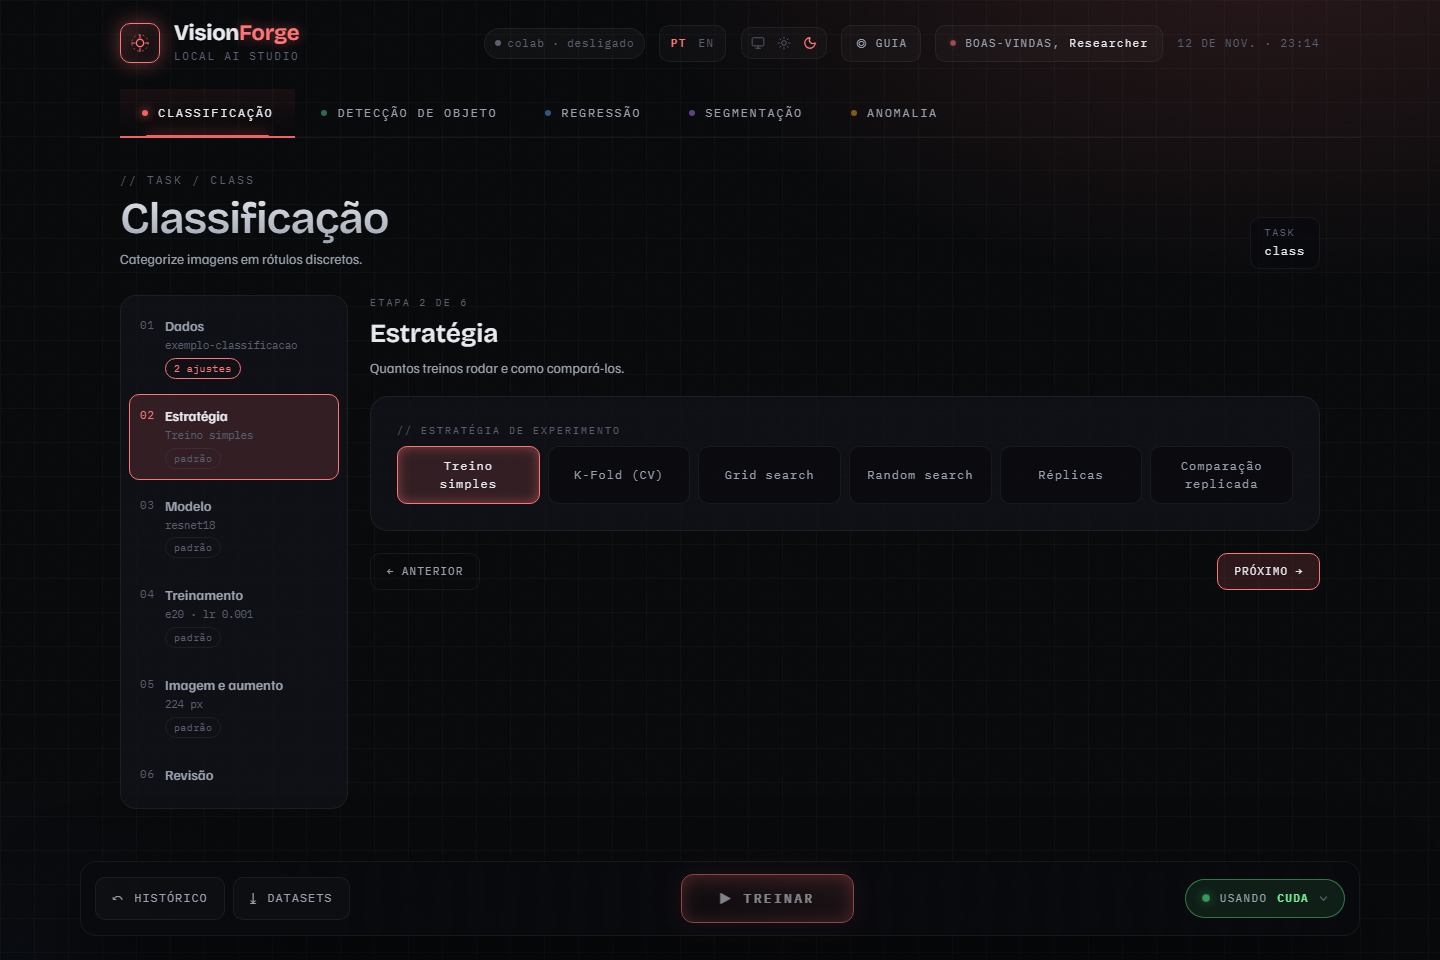 VisionForge
LOCAL AI STUDIO
colab · desligado
PT EN
GUIA
BOAS-VINDAS, Researcher
12 DE NOV. · 23:14
CLASSIFICAÇÃO
DETECÇÃO DE OBJETO
REGRESSÃO
SEGMENTAÇÃO
ANOMALIA
// TASK / CLASS
Classificação
Categorize imagens em rótulos discretos.
TASK
class
01 Dados
exemplo-classificacao
2 ajustes
02 Estratégia
Treino simples
padrão
03 Modelo
resnet18
padrão
04 Treinamento
e20 · lr 0.001
padrão
05 Imagem e aumento
224 px
padrão
06 Revisão
ETAPA 2 DE 6
Estratégia
Quantos treinos rodar e como compará-los.
// ESTRATÉGIA DE EXPERIMENTO
Treino
simples
K-Fold (CV)
Grid search
Random search
Réplicas
Comparação
replicada
← ANTERIOR
PRÓXIMO →
HISTÓRICO
DATASETS
TREINAR
USANDO CUDA